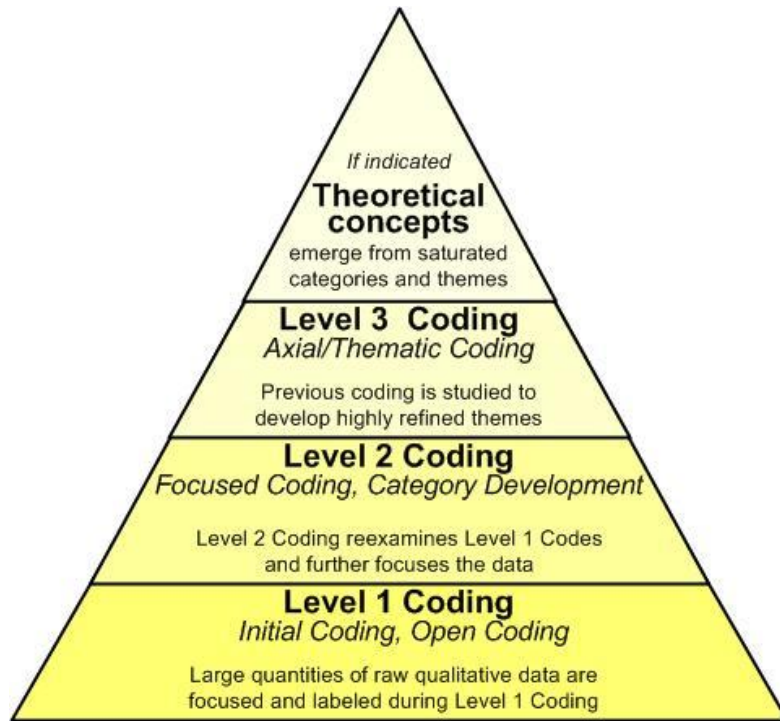 If indicated
Theoretical
concepts
emerge from saturated
categories and themes
Level 3 Coding
Axial/Thematic Coding
Previous coding is studied to
develop highly refined themes
Level 2 Coding
Focused Coding, Category Development
Level 2 Coding reexamines Level 1 Codes
and further focuses the data
Level 1 Coding
Initial Coding, Open Coding
Large quantities of raw qualitative data are
focused and labeled during Level 1 Coding